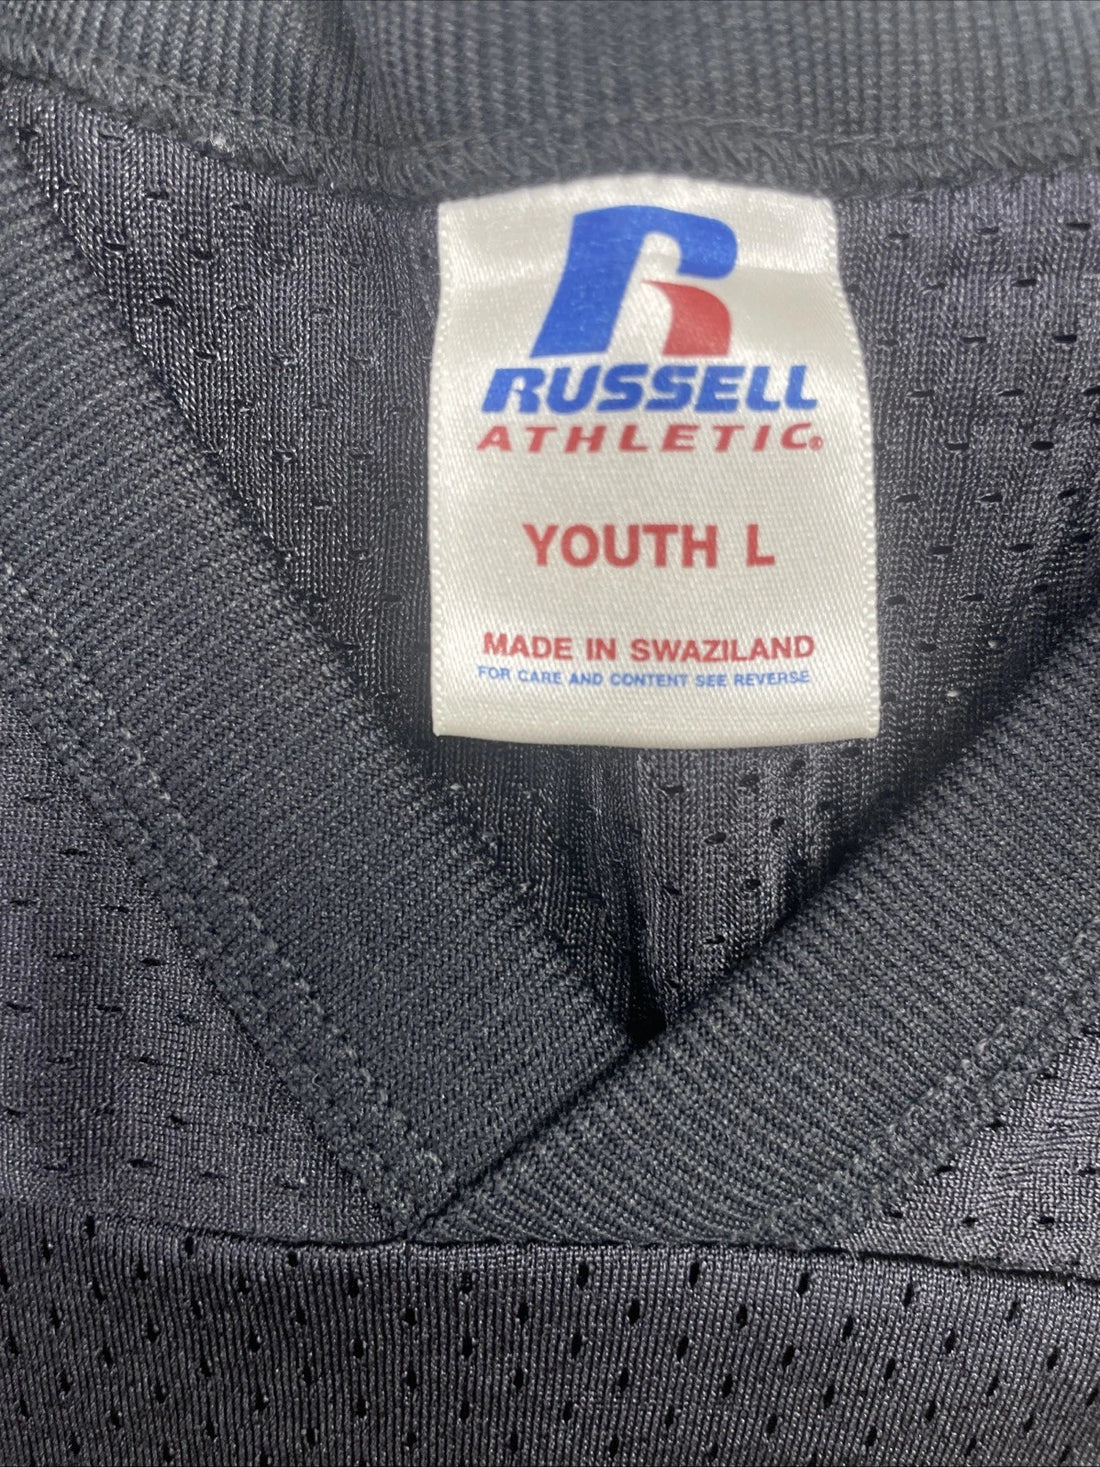 R
RUSSELL
ATHLETIC®
YOUTH L
MADE IN SWAZILAND
FOR CARE AND CONTENT SEE REVERSE